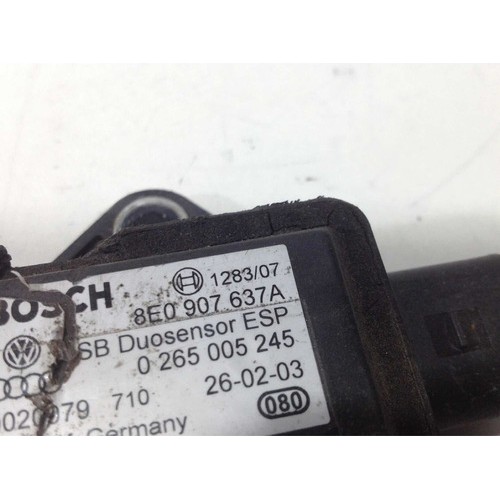 1283/07
BOSCH 8E0 907 637A
SB Duosensor ESP
0 265 005 245
710 26-02-03
Germany 080